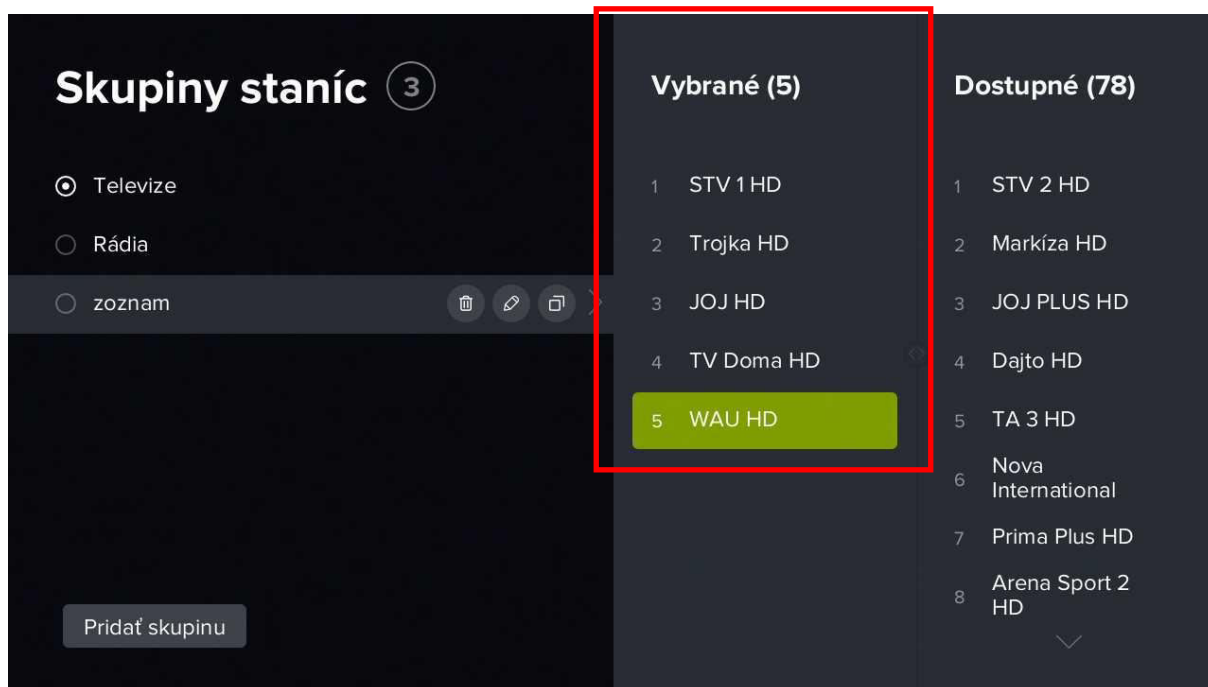 Skupiny staníc 3
Televize
Rádia
zoznam
Pridať skupinu
Vybrané (5)
1 STV 1 HD
2 Trojka HD
3 JOJ HD
4 TV Doma HD
5 WAU HD
Dostupné (78)
1 STV 2 HD
2 Markíza HD
3 JOJ PLUS HD
4 Dajto HD
5 TA 3 HD
6 Nova
International
7 Prima Plus HD
8 Arena Sport 2
HD